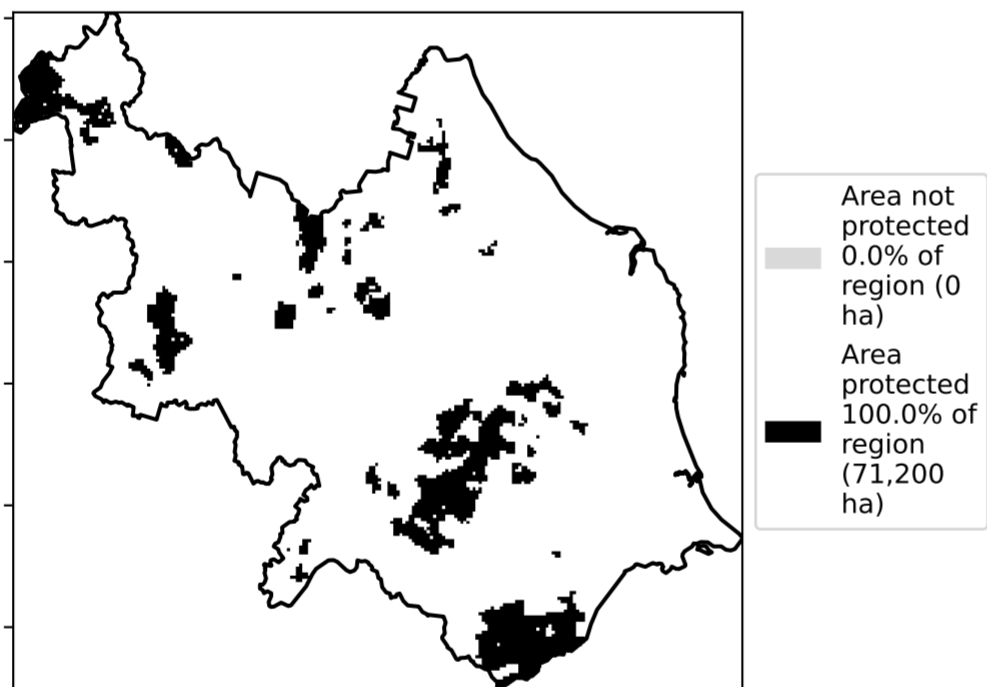 Area not
protected
0.0% of
region (0
ha)
Area
protected
100.0% of
region
(71,200
ha)